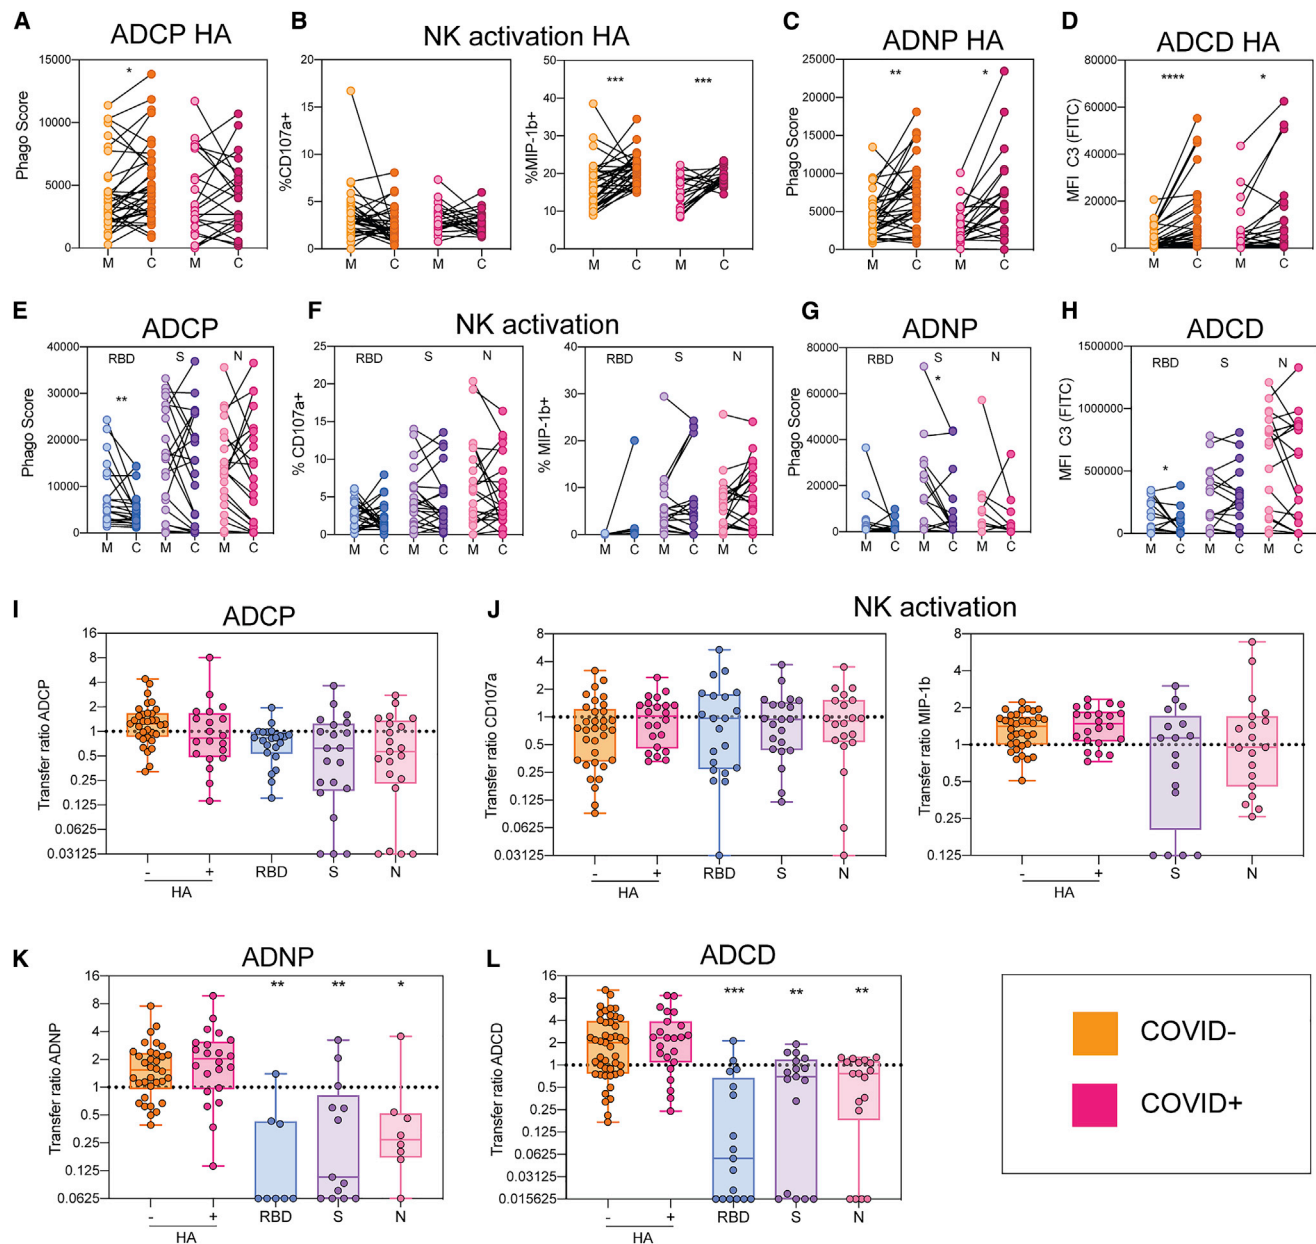 A
ADCP HA
B
NK activation HA
C
ADNP HA
D
ADCD HA
Phago Score
15000
10000
5000
0
*
M C M C
%CD107a+
20
15
10
5
0
M C M C
%MIP-1b+
50
40
30
20
10
0
*** ***
M C M C
Phago Score
25000
20000
15000
10000
5000
0
** *
M C M C
MFI C3 (FITC)
80000
60000
40000
20000
0
**** *
M C M C
E
ADCP
F
NK activation
G
ADNP
H
ADCD
Phago Score
40000
30000
20000
10000
0
RBD S N
**
M C M C M C
% CD107a+
25
20
15
10
5
0
RBD S N
M C M C M C
% MIP-1b+
40
30
20
10
0
RBD S N
M C M C M C
Phago Score
80000
60000
40000
20000
0
RBD S N
*
M C M C M C
MFI C3 (FITC)
1500000
1000000
500000
0
RBD S N
*
M C M C M C
I
ADCP
J
NK activation
Transfer ratio ADCP
16
8
4
2
1
0.5
0.25
0.125
0.0625
0.03125
- + RBD S N
HA
Transfer ratio CD107a
8
4
2
1
0.5
0.25
0.125
0.0625
0.03125
- + RBD S N
HA
Transfer ratio MIP-1b
8
4
2
1
0.5
0.25
0.125
- + S N
HA
K
ADNP
L
ADCD
Transfer ratio ADNP
16
8
4
2
1
0.5
0.25
0.125
0.0625
** ** *
- + RBD S N
HA
Transfer ratio ADCD
16
8
4
2
1
0.5
0.25
0.125
0.0625
0.03125
0.015625
*** ** **
- + RBD S N
HA
COVID-
COVID+